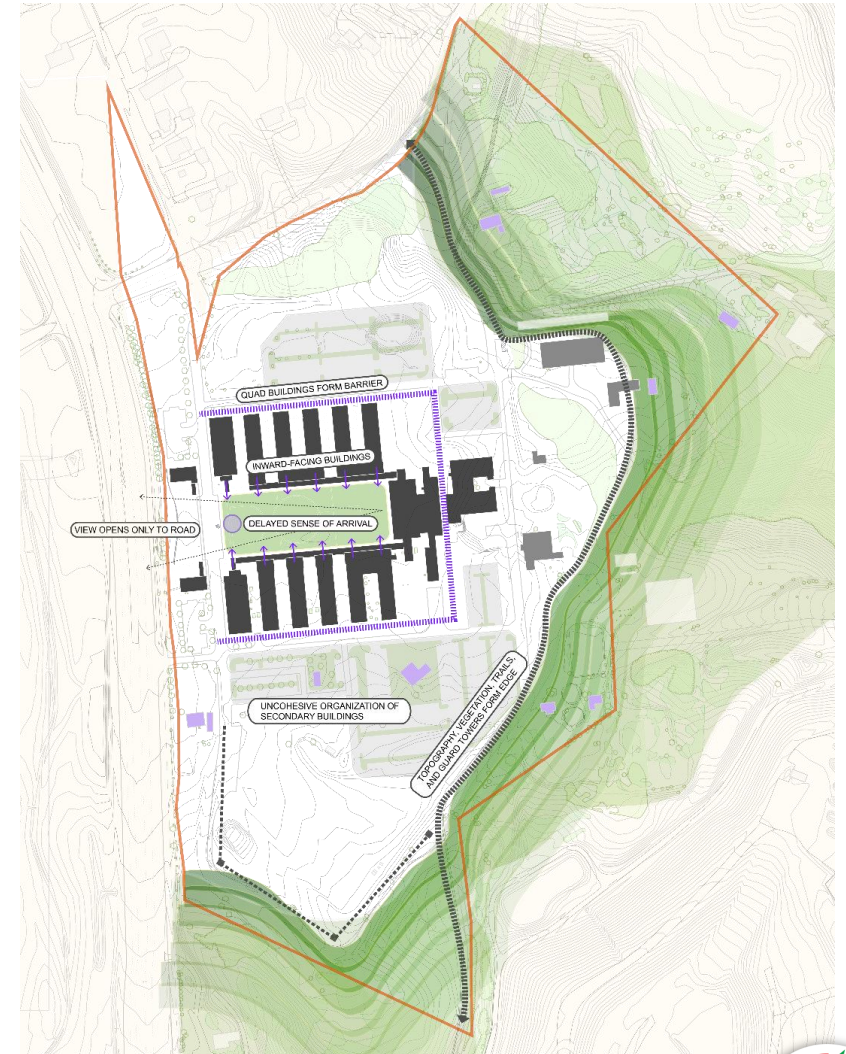 QUAD BUILDINGS FORM BARRIER
INWARD-FACING BUILDINGS
DELAYED SENSE OF ARRIVAL
VIEW OPENS ONLY TO ROAD
UNCOHESIVE ORGANIZATION OF
SECONDARY BUILDINGS
TOPOGRAPHY, VEGETATION, TRAILS,
AND GUARD TOWERS FORM EDGE